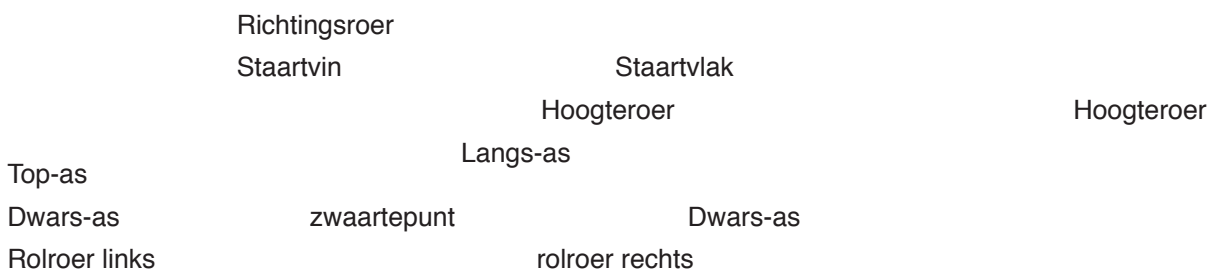 Richtingsroer
Staartvin Staartvlak
Hoogteroer Hoogteroer
Langs-as
Top-as
Dwars-as zwaartepunt Dwars-as
Rolroer links rolroer rechts